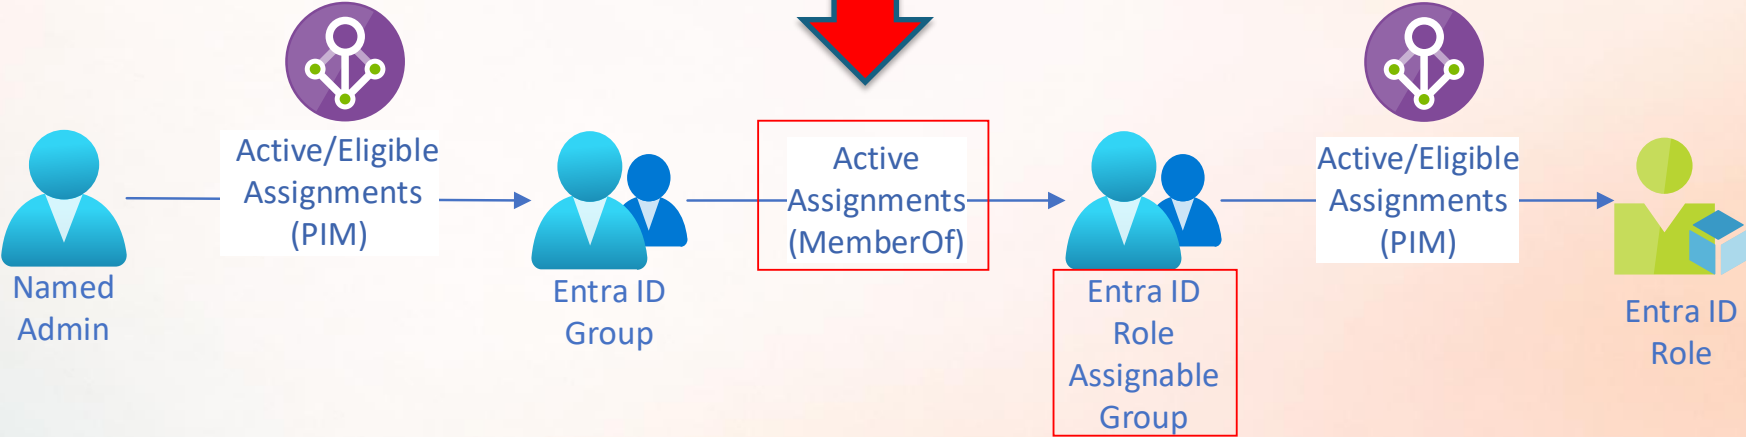 Active/Eligible
Assignments
(PIM)
Active
Assignments
(MemberOf)
Active/Eligible
Assignments
(PIM)
Named
Admin
Entra ID
Group
Entra ID
Role
Assignable
Group
Entra ID
Role